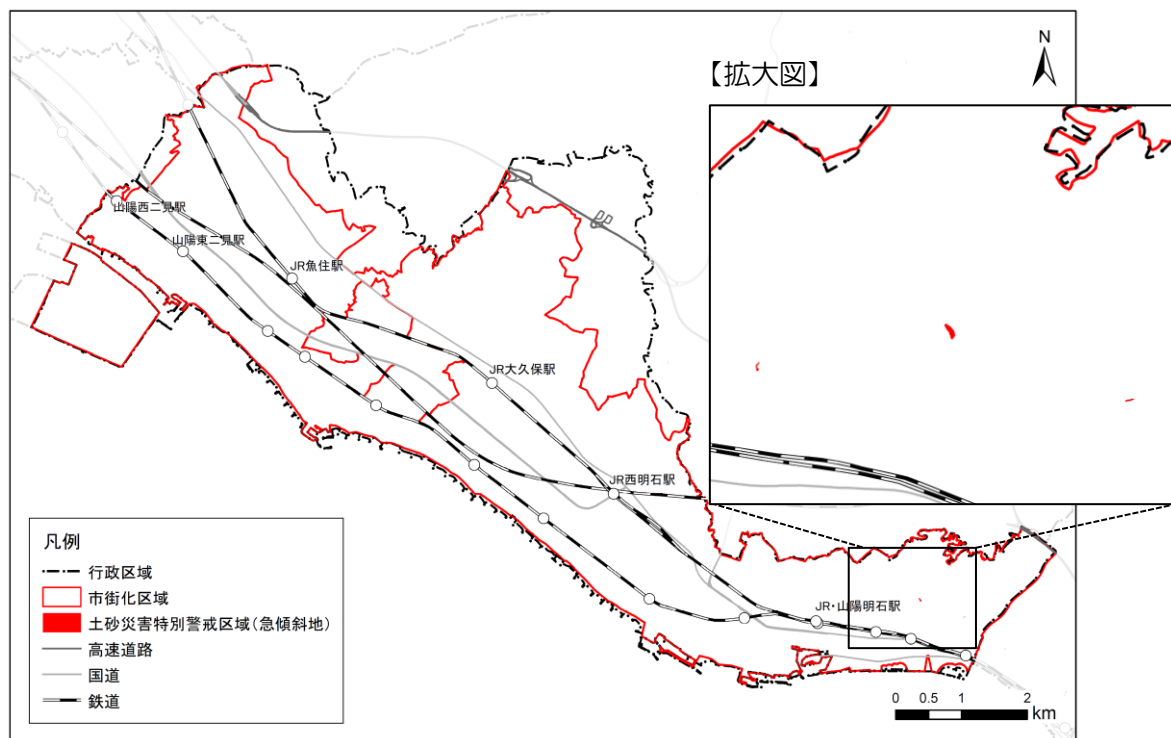 【拡大図】
N
山陽西二見駅
山陽東二見駅
JR魚住駅
JR大久保駅
JR西明石駅
JR・山陽明石駅
凡例
行政区域
市街化区域
土砂災害特別警戒区域(急傾斜地)
高速道路
国道
鉄道
0 0.5 1 2
km